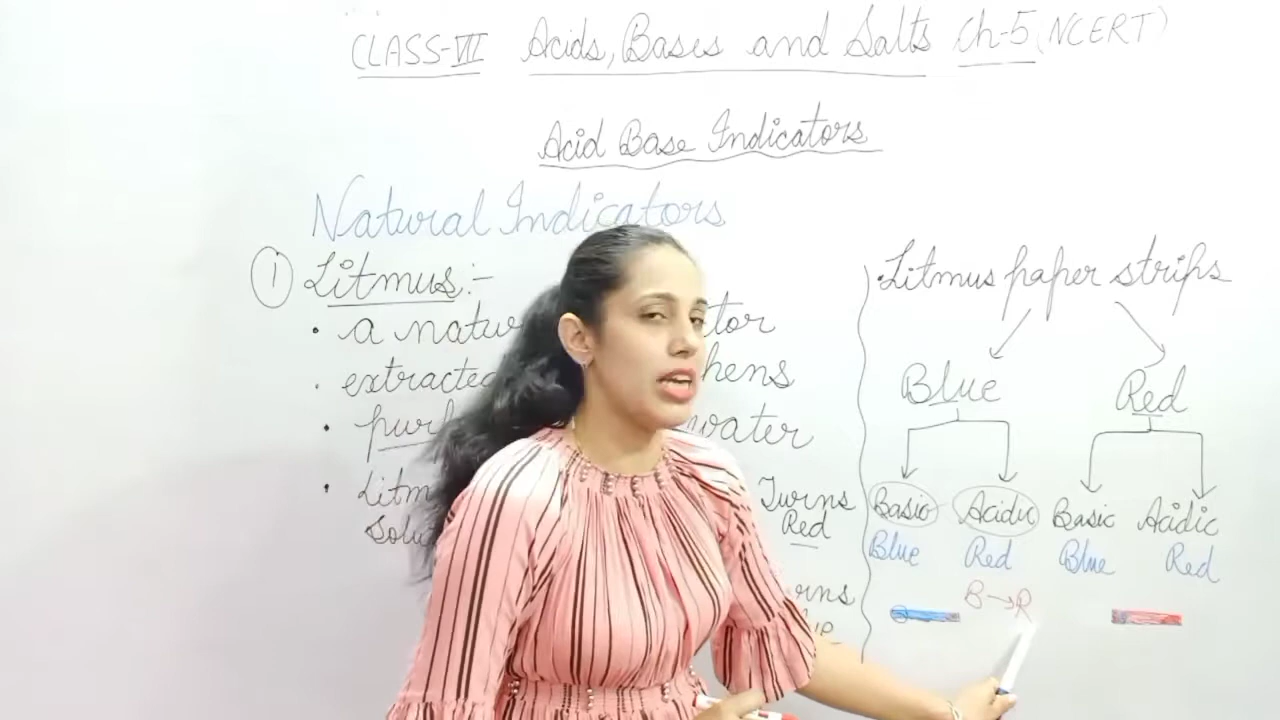 CLASS-VII Acids, Bases and Salts Ch-5 (NCERT)
Acid Base Indicators
Natural Indicators
① Litmus :-
• a natu tor
• extracted hens
• pur water
• Litm Turns
Solu Red
rns
• Litmus paper strips
Blue Red
Basic Acidic Basic Acidic
Blue Red Blue Red
B → R